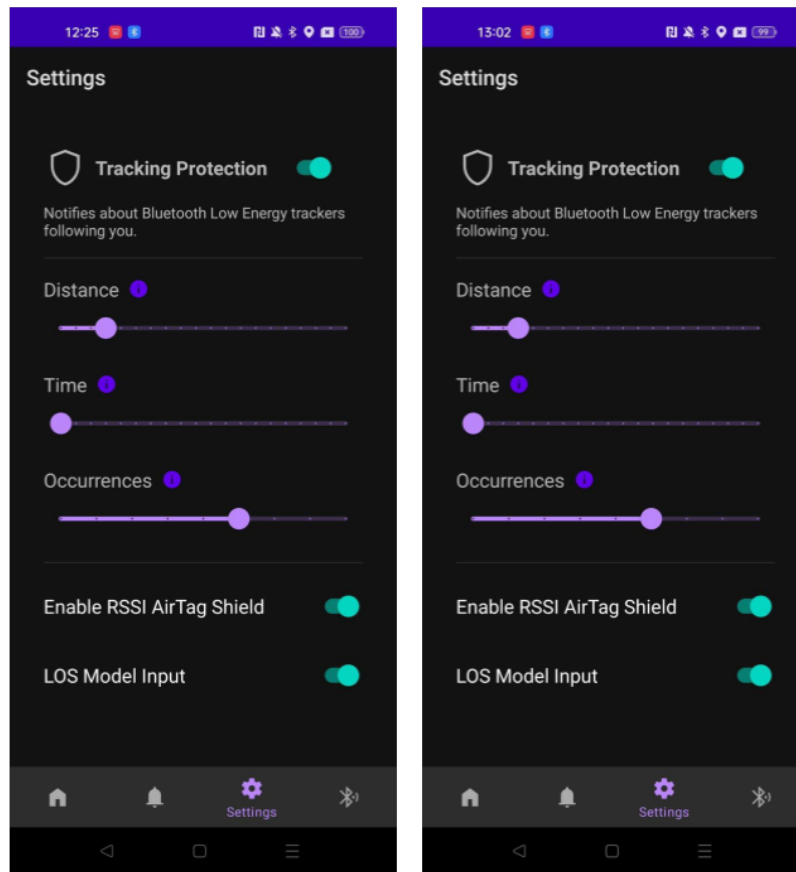 12:25 100
Settings
Tracking Protection
Notifies about Bluetooth Low Energy trackers
following you.
Distance
Time
Occurrences
Enable RSSI AirTag Shield
LOS Model Input
Settings
13:02 99
Settings
Tracking Protection
Notifies about Bluetooth Low Energy trackers
following you.
Distance
Time
Occurrences
Enable RSSI AirTag Shield
LOS Model Input
Settings